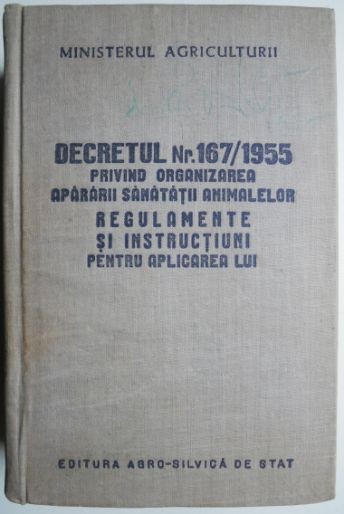 MINISTERUL AGRICULTURII
DECRETUL Nr. 167/1955
PRIVIND ORGANIZAREA
APĂRĂRII SĂNĂTĂȚII ANIMALELOR
REGULAMENTE
ȘI INSTRUCȚIUNI
PENTRU APLICAREA LUI
EDITURA AGRO-SILVICĂ DE STAT